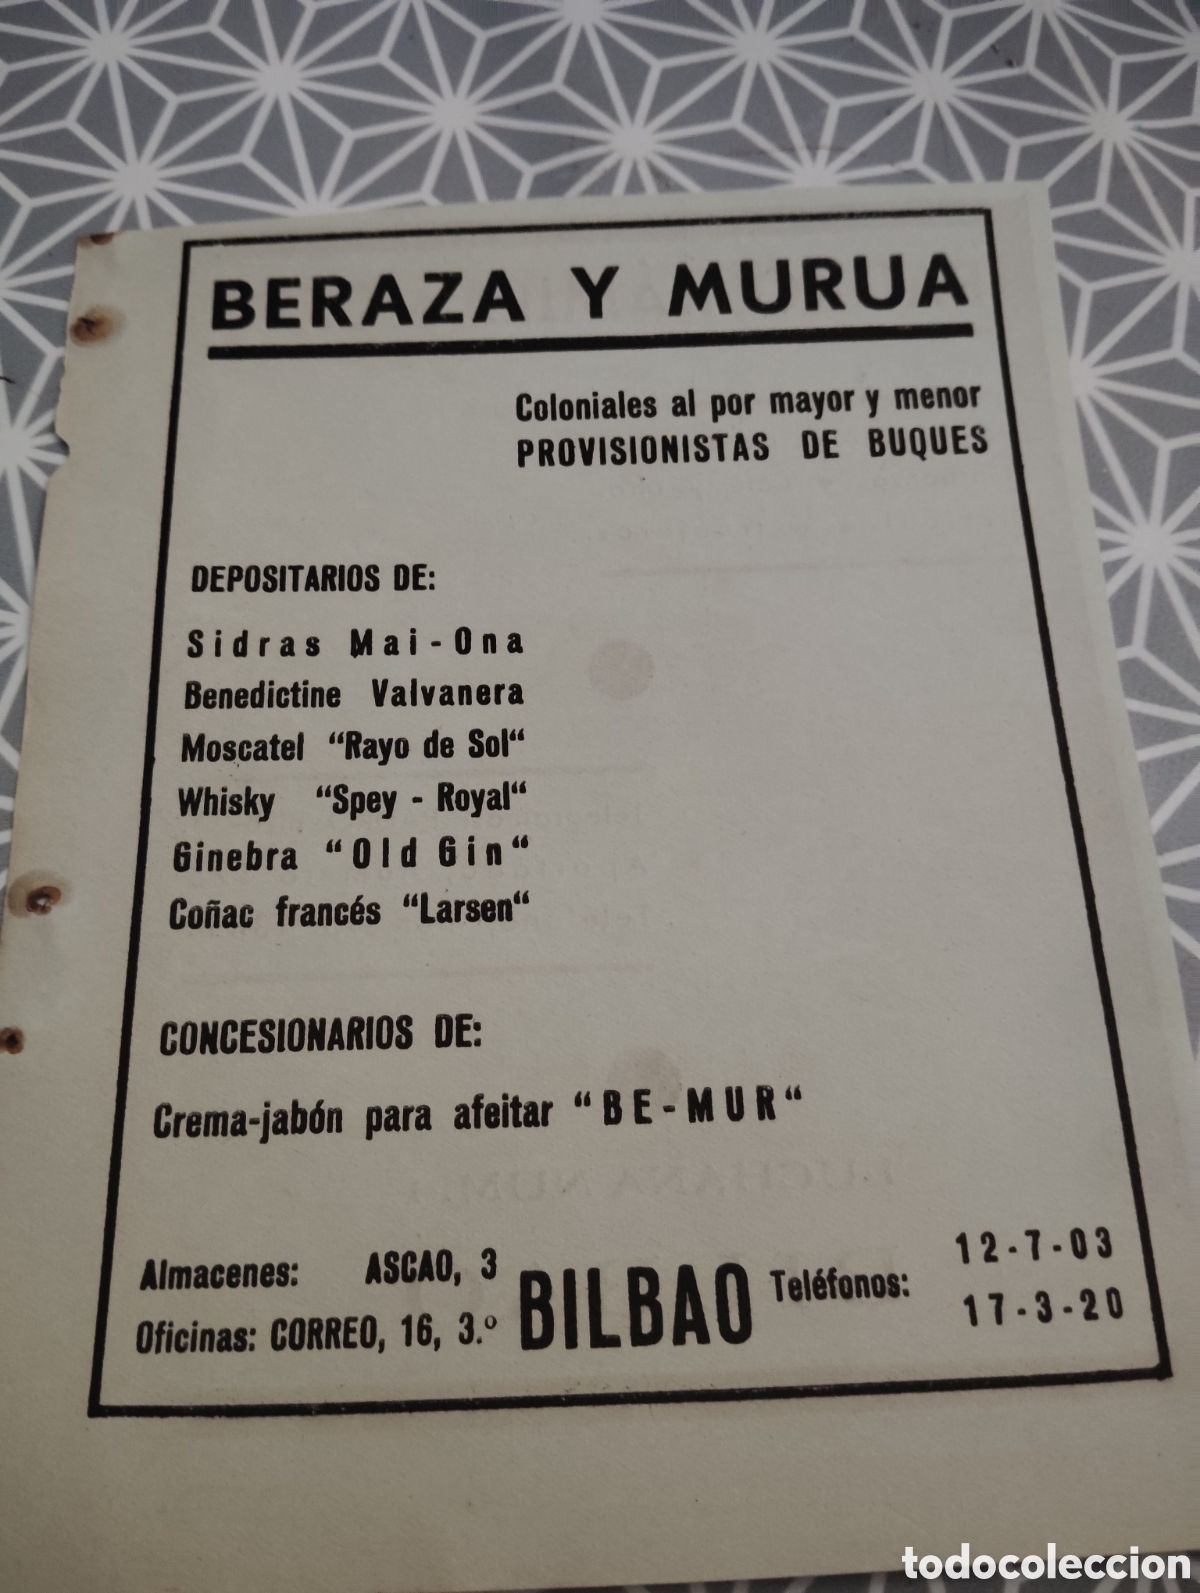 BERAZA Y MURUA
Coloniales al por mayor y menor
PROVISIONISTAS DE BUQUES
DEPOSITARIOS DE:
Sidras Mai-Ona
Benedictine Valvanera
Moscatel “Rayo de Sol“
Whisky “Spey - Royal“
Ginebra “Old Gin“
Coñac francés “Larsen“
CONCESIONARIOS DE:
Crema-jabón para afeitar “BE-MUR“
Almacenes: ASCAO, 3
Oficinas: CORREO, 16, 3.º
BILBAO
Teléfonos:
12-7-03
17-3-20
todocoleccion